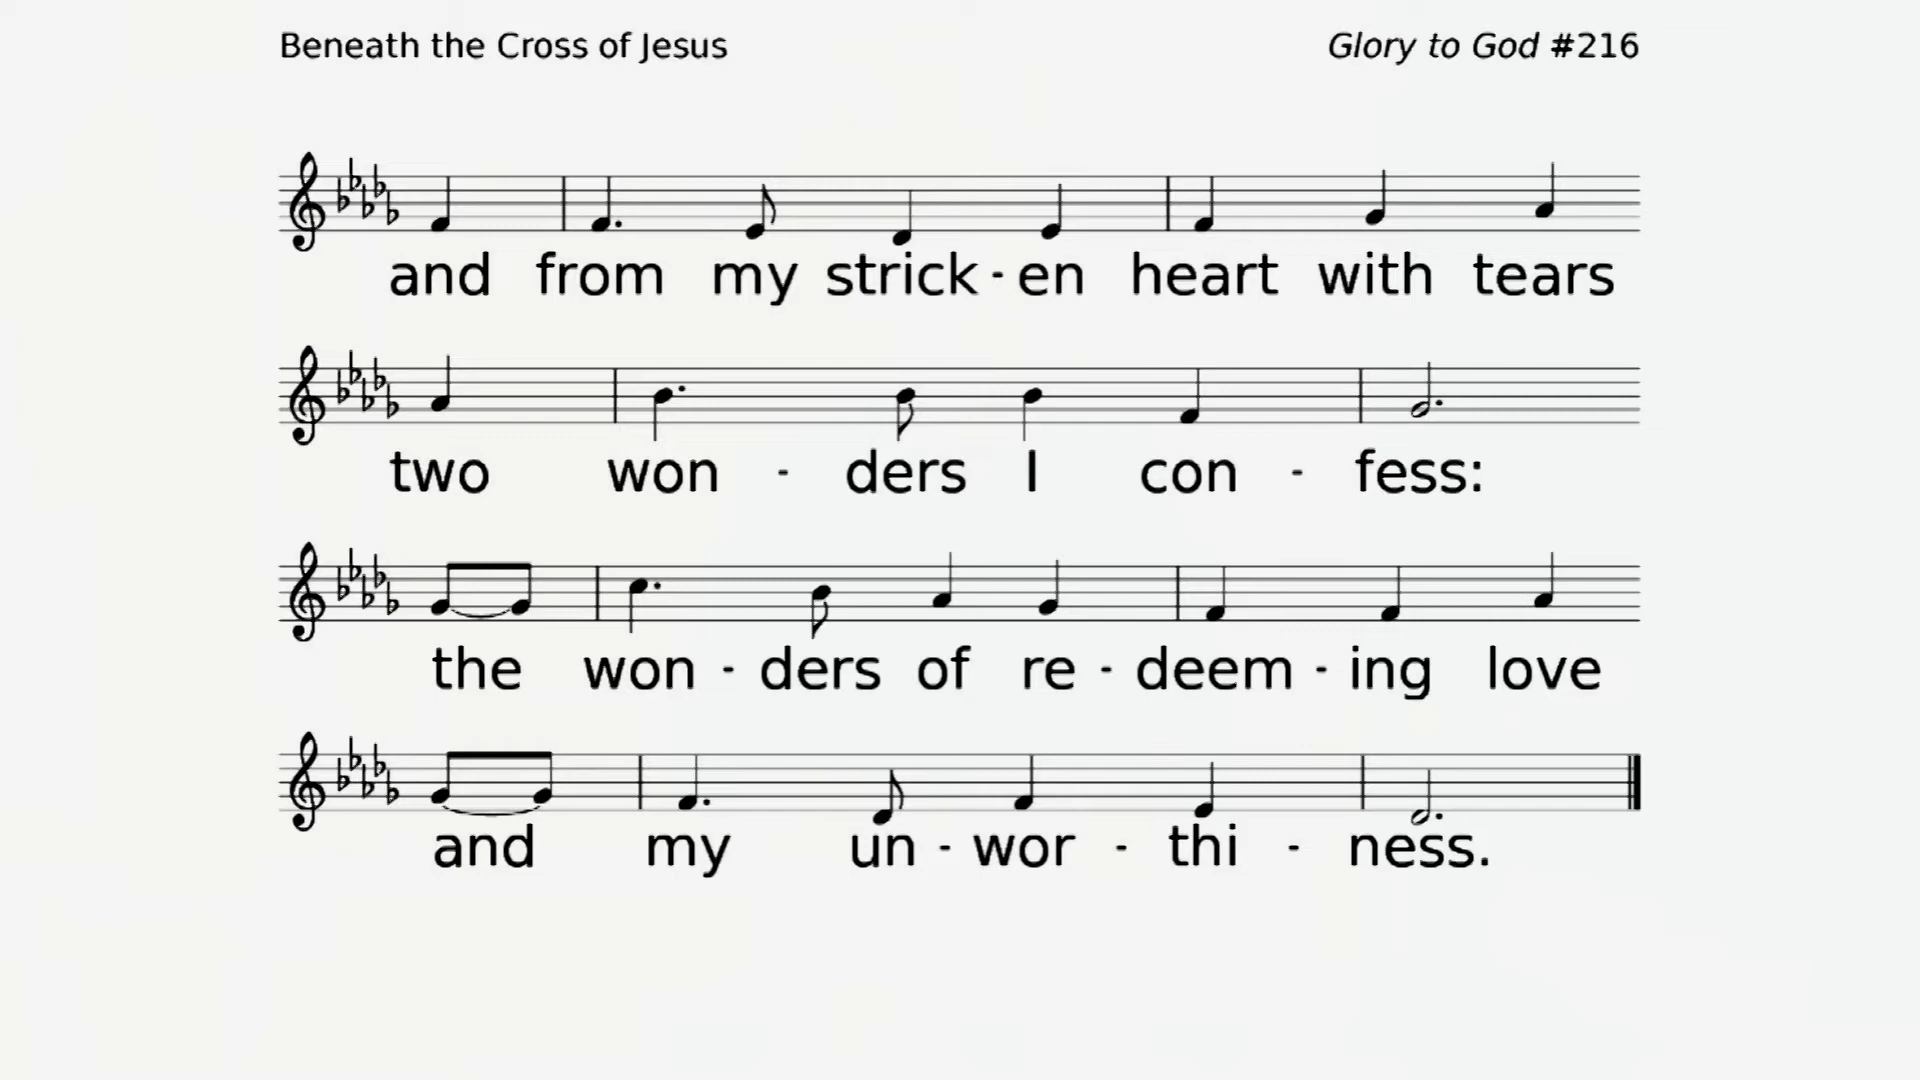 Beneath the Cross of Jesus
Glory to God #216
and from my strick - en heart with tears
two won - ders I con - fess:
the won - ders of re - deem - ing love
and my un - wor - thi - ness.